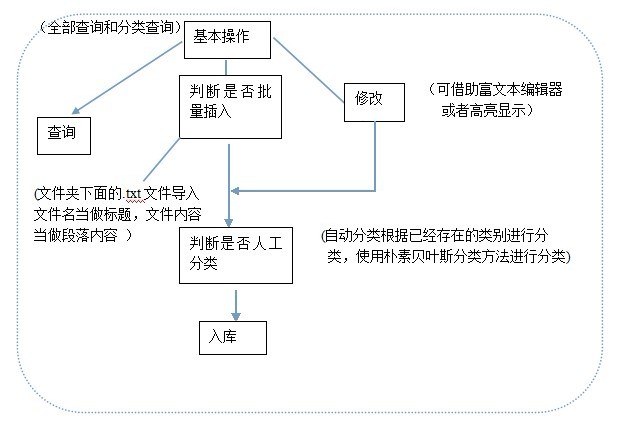 （全部查询和分类查询）
基本操作
判断是否批
量插入
修改
（可借助富文本编辑器
或者高亮显示）
查询
(文件夹下面的.txt文件导入
文件名当做标题，文件内容
当做段落内容 ）
判断是否人工
分类
(自动分类根据已经存在的类别进行分
类，使用朴素贝叶斯分类方法进行分类)
入库